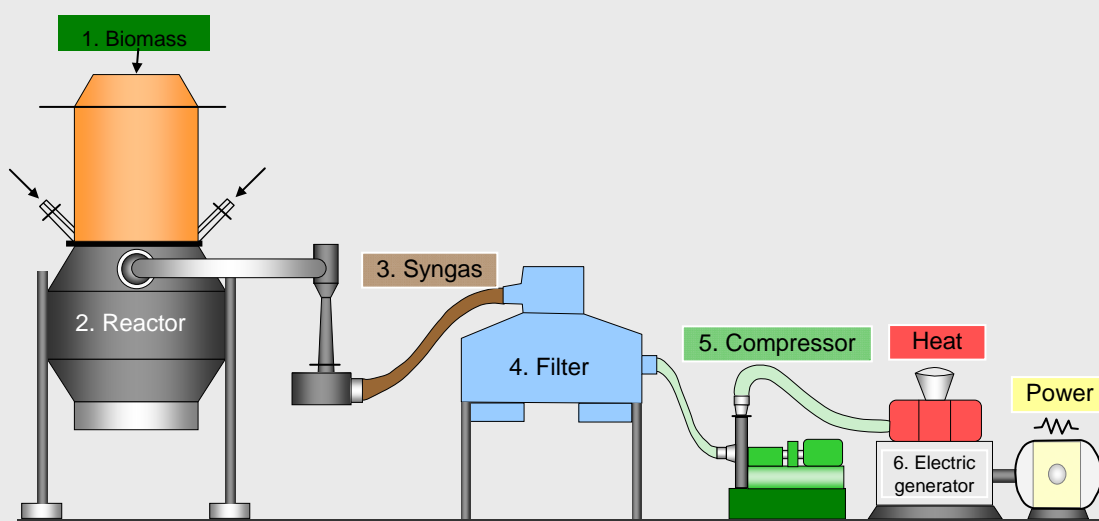 1. Biomass
2. Reactor
3. Syngas
4. Filter
5. Compressor
Heat
6. Electric
generator
Power